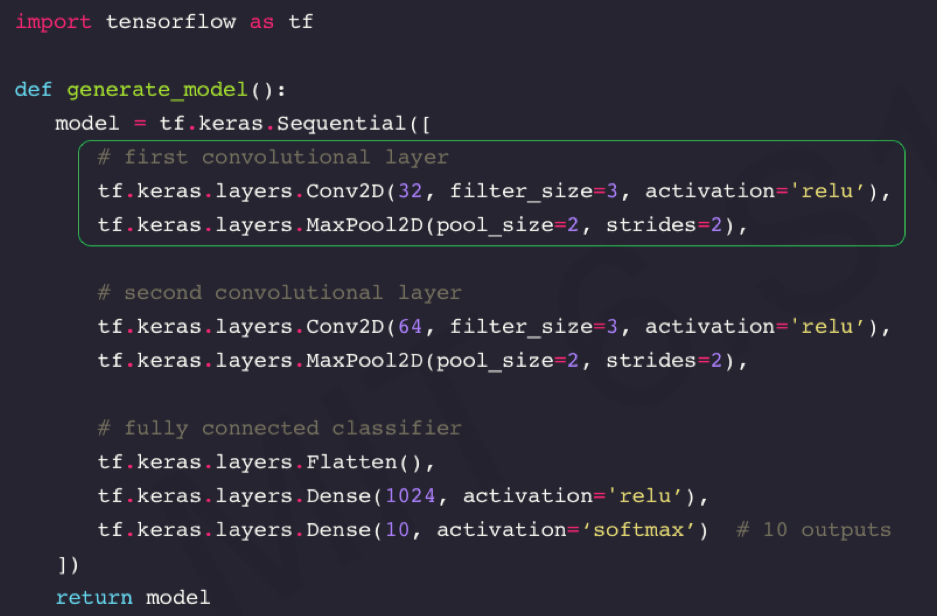 import tensorflow as tf
def generate_model():
model = tf.keras.Sequential([
# first convolutional layer
tf.keras.layers.Conv2D(32, filter_size=3, activation='relu’),
tf.keras.layers.MaxPool2D(pool_size=2, strides=2),
# second convolutional layer
tf.keras.layers.Conv2D(64, filter_size=3, activation='relu’),
tf.keras.layers.MaxPool2D(pool_size=2, strides=2),
# fully connected classifier
tf.keras.layers.Flatten(),
tf.keras.layers.Dense(1024, activation='relu’),
tf.keras.layers.Dense(10, activation=‘softmax’)  # 10 outputs
])
return model